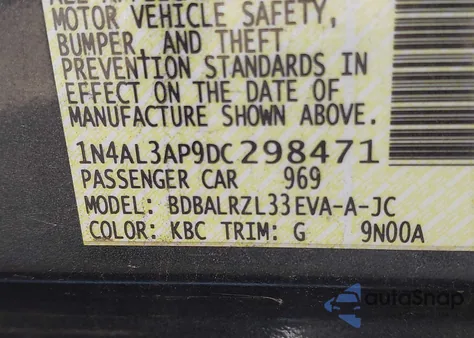 MOTOR VEHICLE SAFETY,
BUMPER, AND THEFT
PREVENTION STANDARDS IN
EFFECT ON THE DATE OF
MANUFACTURE SHOWN ABOVE.
1N4AL3AP9DC298471
PASSENGER CAR 969
MODEL: BDBALRZL33EVA-A-JC
COLOR: KBC TRIM: G 9N00A
autoSnap